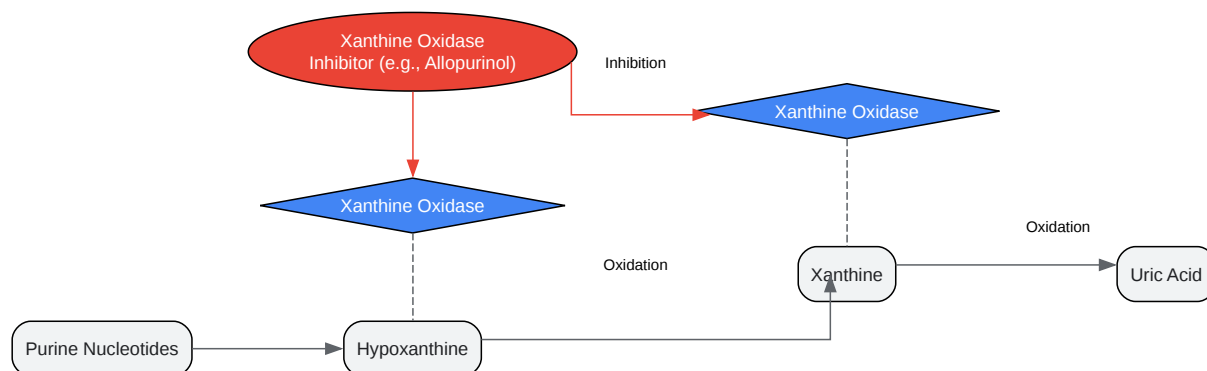 Xanthine Oxidase
Inhibitor (e.g., Allopurinol)
Inhibition
Xanthine Oxidase
Xanthine Oxidase
Oxidation
Oxidation
Xanthine
Uric Acid
Purine Nucleotides
Hypoxanthine